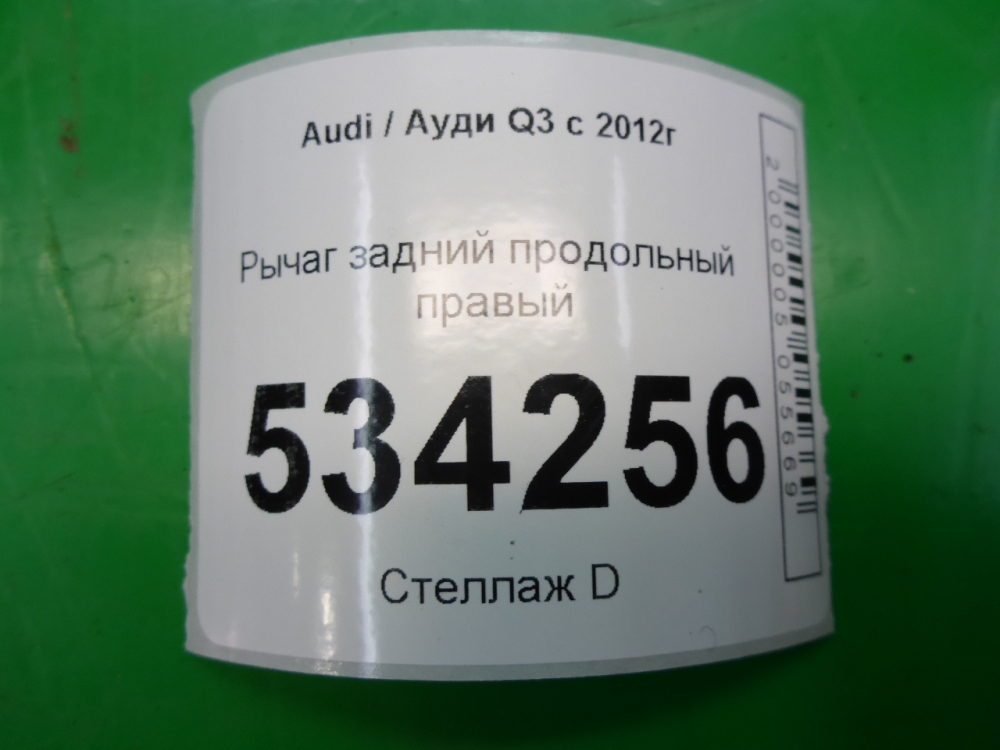 Audi / Ауди Q3 с 2012г
Рычаг задний продольный
правый
534256
Стеллаж D
2000005055669